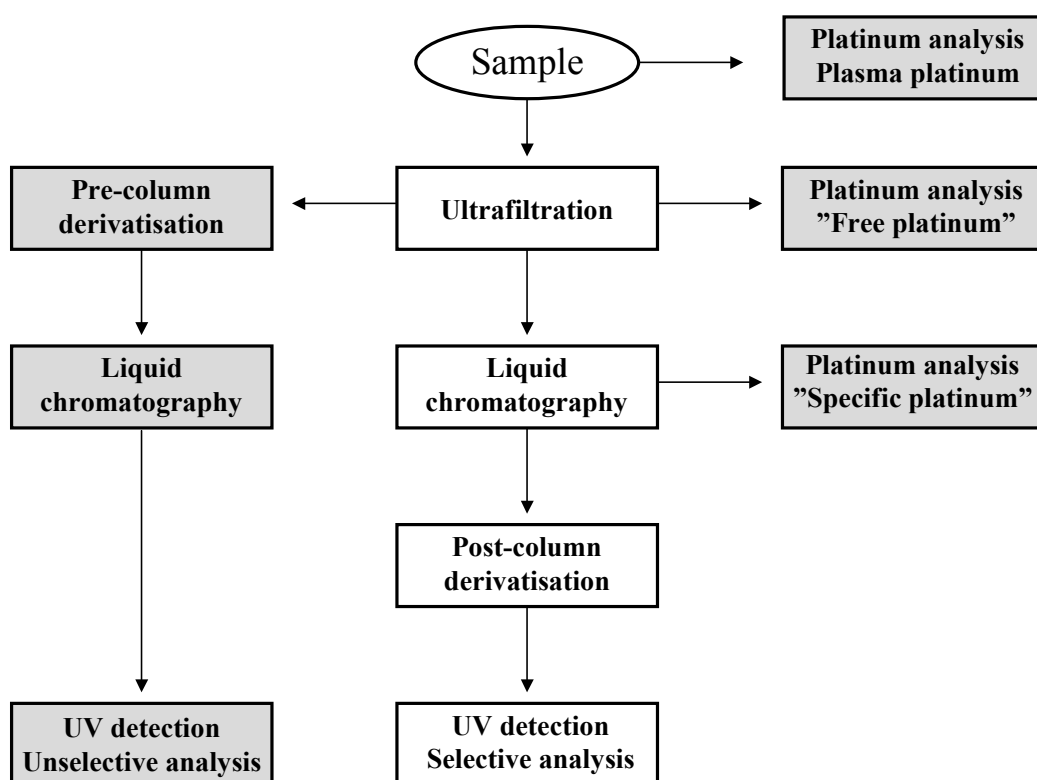 Sample
Platinum analysis
Plasma platinum
Pre-column
derivatisation
Ultrafiltration
Platinum analysis
”Free platinum”
Liquid
chromatography
Liquid
chromatography
Platinum analysis
”Specific platinum”
Post-column
derivatisation
UV detection
Unselective analysis
UV detection
Selective analysis